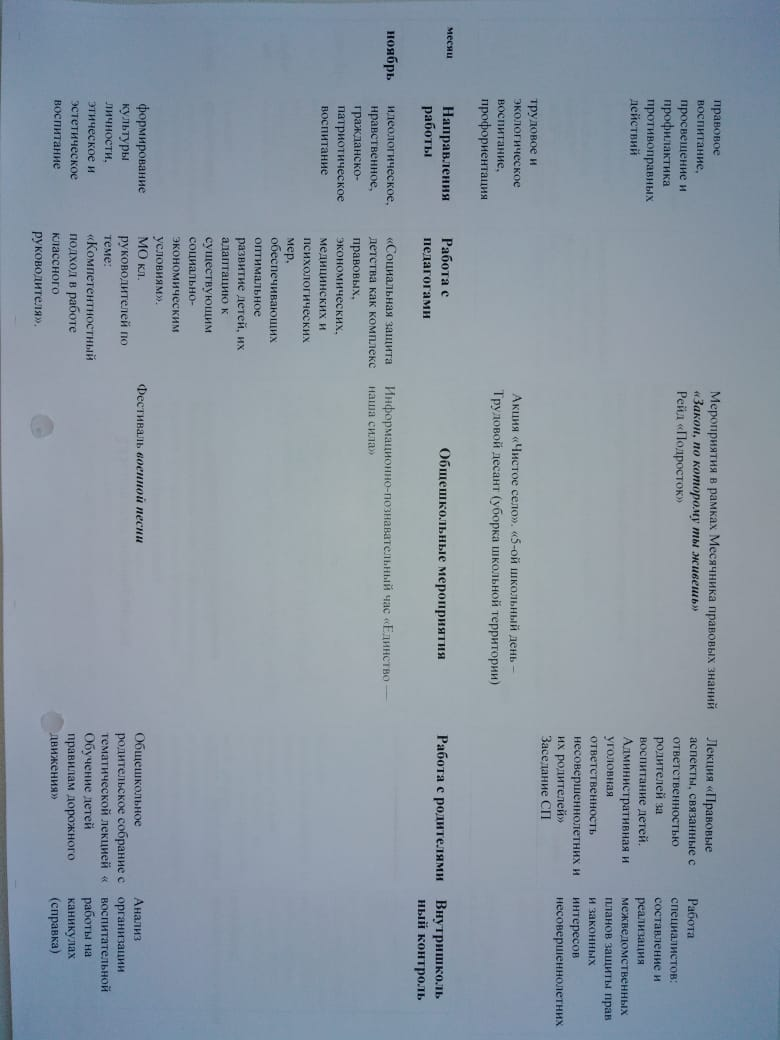 правовое
воспитание,
просвещение и
профилактика
противоправных
действий
Мероприятия в рамках Месячника правовых знаний
«Закон, по которому ты живешь»
Рейд «Подросток»
Лекция «Правовые
аспекты, связанные с
ответственностью
родителей за
воспитание детей.
Административная и
уголовная
ответственность
несовершеннолетних и
их родителей»
Заседание СП
Работа
специалистов:
составление и
реализация
межведомственных
планов защиты прав
и законных
интересов
несовершеннолетних
трудовое и
экологическое
воспитание,
профориентация
Акция «Чистое село». «5-ой школьный день –
Трудовой десант (уборка школьной территории)
месяц
Направления
работы
Работа с
педагогами
Общешкольные мероприятия
Работа с родителями
Внутришколь
ный контроль
ноябрь
идеологическое,
нравственное,
гражданско-
патриотическое
воспитание
«Социальная защита
детства как комплекс
правовых,
экономических,
медицинских и
психологических
мер,
обеспечивающих
оптимальное
развитие детей, их
адаптацию к
существующим
социально-
экономическим
условиям».
Информационно-познавательный час «Единство —
наша сила»
формирование
культуры
личности,
этическое и
эстетическое
воспитание
МО кл.
руководителей по
теме:
«Компетентностный
подход в работе
классного
руководителя».
Фестиваль военной песни
Общешкольное
родительское собрание с
тематической лекцией «
Обучение детей
правилам дорожного
движения»
Анализ
организации
воспитательной
работы на
каникулах
(справка)